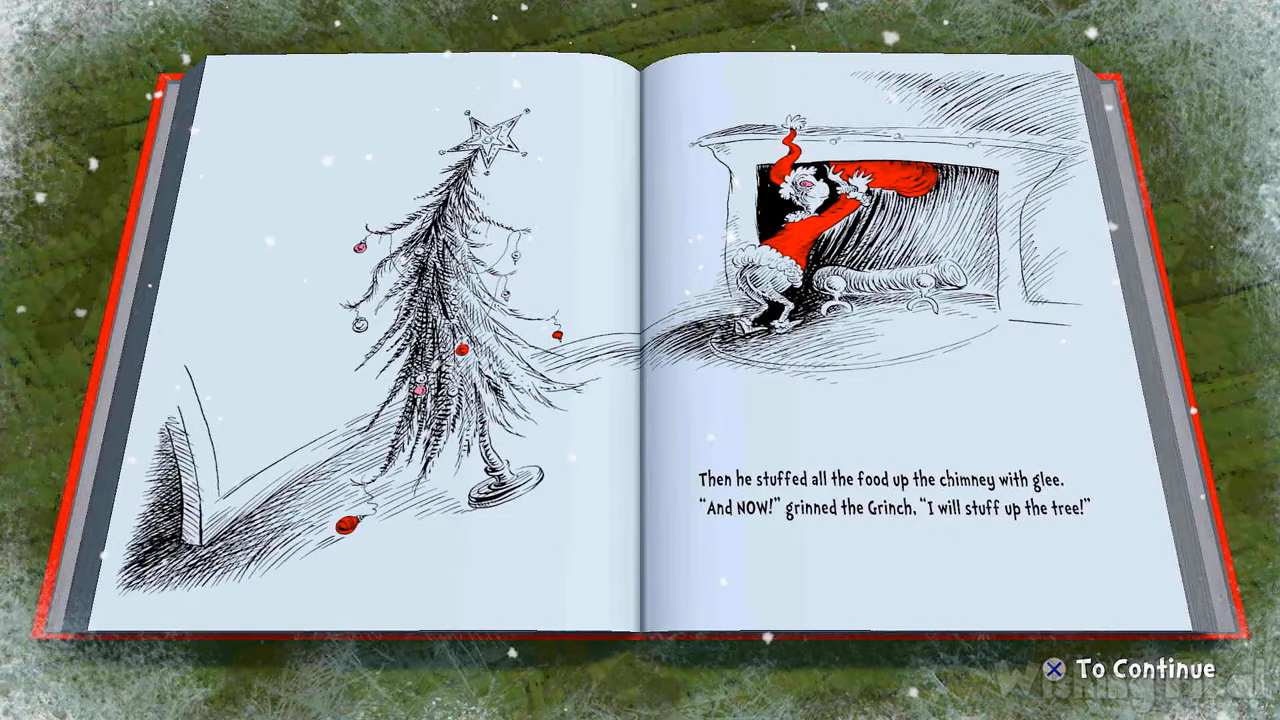 Then he stuffed all the food up the chimney with glee.
“And NOW!” grinned the Grinch, “I will stuff up the tree!”
To Continue